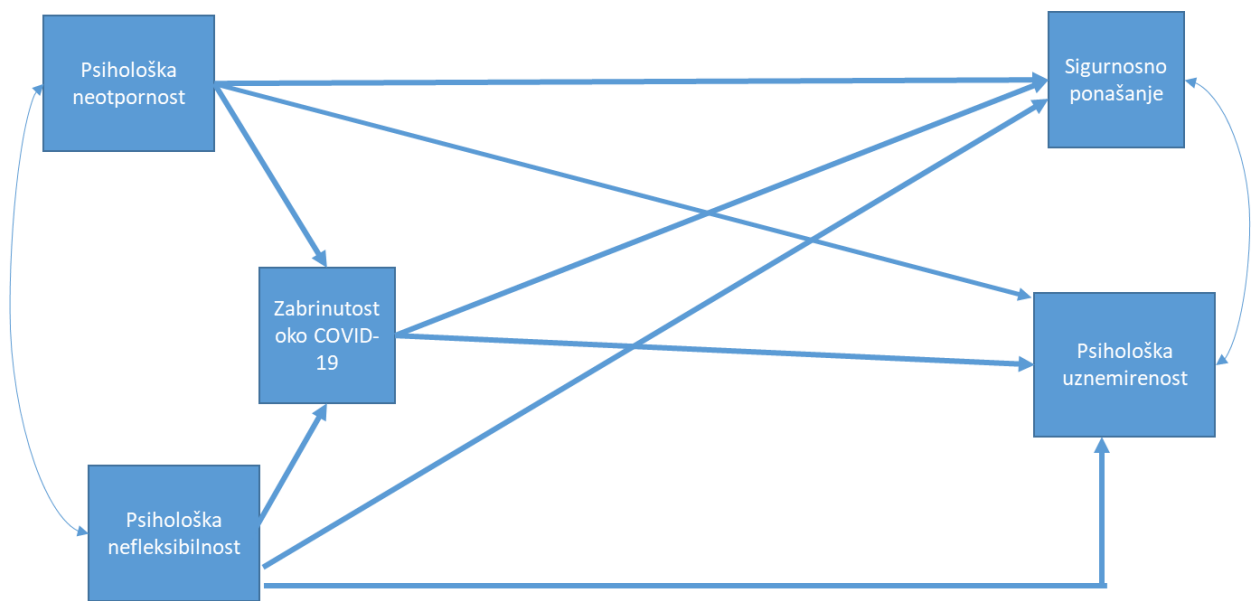 Psihološka
neotpornost
Sigurnosno
ponašanje
Zabrinutost
oko COVID-
19
Psihološka
uznemirenost
Psihološka
nefleksibilnost